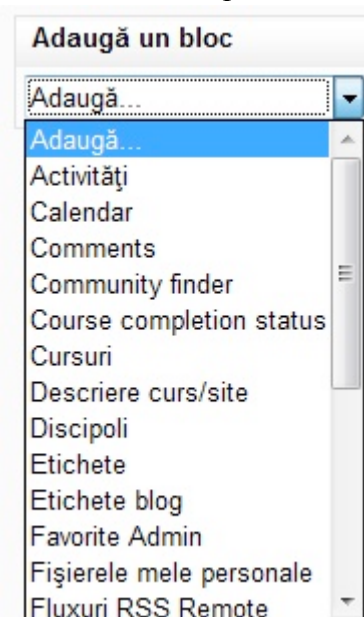 Adaugă un bloc
Adaugă...
Adaugă...
Activităţi
Calendar
Comments
Community finder
Course completion status
Cursuri
Descriere curs/site
Discipoli
Etichete
Etichete blog
Favorite Admin
Fişierele mele personale
Fluxuri RSS Remote